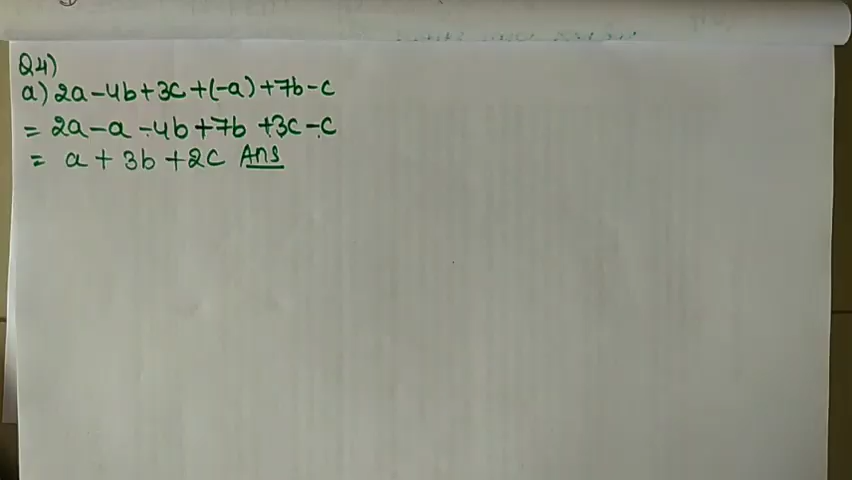 Q4)
a) 2a-4b+3c+(-a)+7b-c
= 2a-a-4b+7b+3c-c
= a+3b+2c Ans